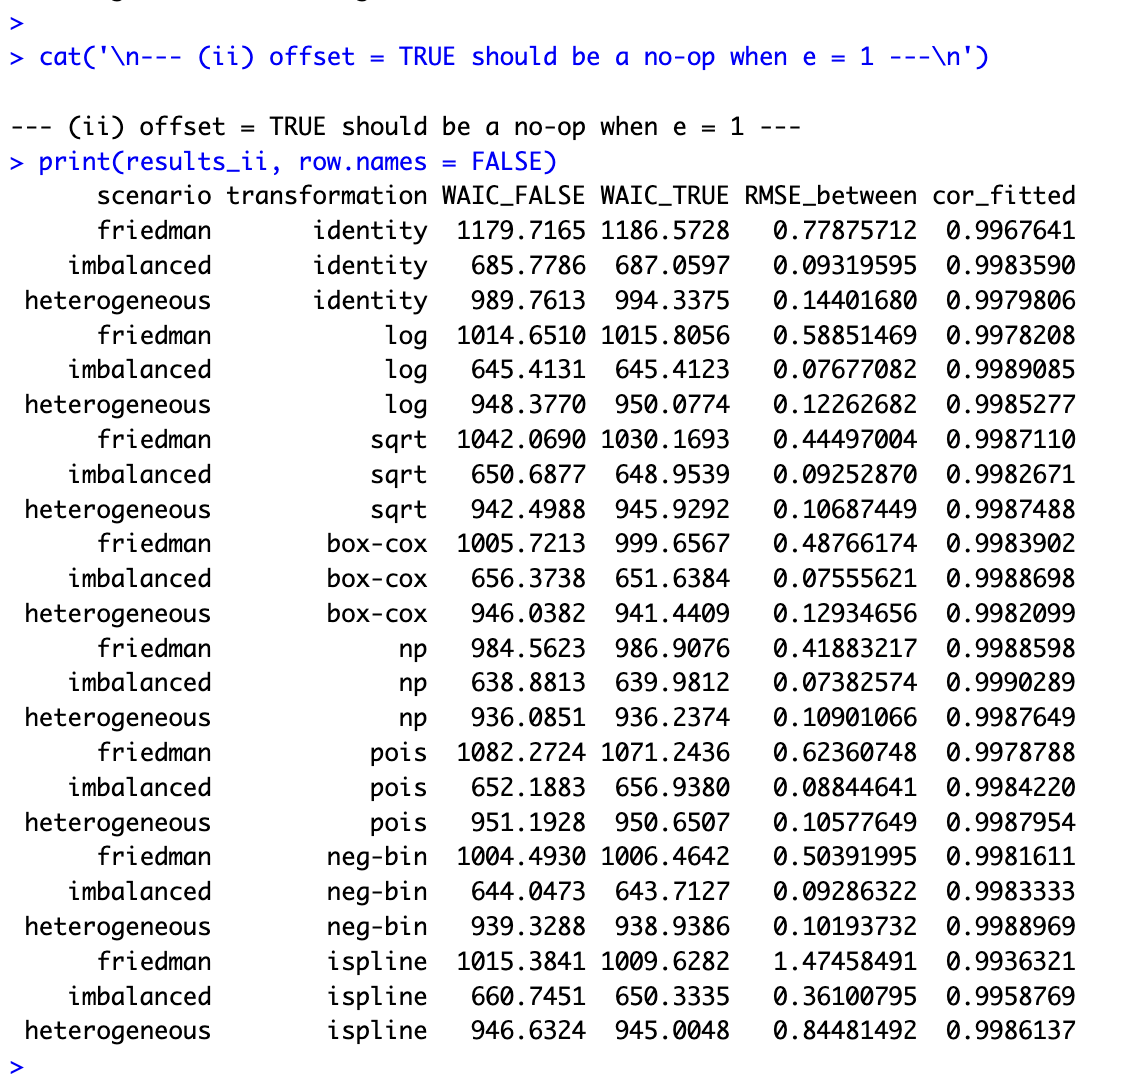 >
> cat('\n--- (ii) offset = TRUE should be a no-op when e = 1 ---\n')
--- (ii) offset = TRUE should be a no-op when e = 1 ---
> print(results_ii, row.names = FALSE)
scenario transformation WAIC_FALSE WAIC_TRUE RMSE_between cor_fitted
friedman identity 1179.7165 1186.5728 0.77875712 0.9967641
imbalanced identity 685.7786 687.0597 0.09319595 0.9983590
heterogeneous identity 989.7613 994.3375 0.14401680 0.9979806
friedman log 1014.6510 1015.8056 0.58851469 0.9978208
imbalanced log 645.4131 645.4123 0.07677082 0.9989085
heterogeneous log 948.3770 950.0774 0.12262682 0.9985277
friedman sqrt 1042.0690 1030.1693 0.44497004 0.9987110
imbalanced sqrt 650.6877 648.9539 0.09252870 0.9982671
heterogeneous sqrt 942.4988 945.9292 0.10687449 0.9987488
friedman box-cox 1005.7213 999.6567 0.48766174 0.9983902
imbalanced box-cox 656.3738 651.6384 0.07555621 0.9988698
heterogeneous box-cox 946.0382 941.4409 0.12934656 0.9982099
friedman np 984.5623 986.9076 0.41883217 0.9988598
imbalanced np 638.8813 639.9812 0.07382574 0.9990289
heterogeneous np 936.0851 936.2374 0.10901066 0.9987649
friedman pois 1082.2724 1071.2436 0.62360748 0.9978788
imbalanced pois 652.1883 656.9380 0.08844641 0.9984220
heterogeneous pois 951.1928 950.6507 0.10577649 0.9987954
friedman neg-bin 1004.4930 1006.4642 0.50391995 0.9981611
imbalanced neg-bin 644.0473 643.7127 0.09286322 0.9983333
heterogeneous neg-bin 939.3288 938.9386 0.10193732 0.9988969
friedman ispline 1015.3841 1009.6282 1.47458491 0.9936321
imbalanced ispline 660.7451 650.3335 0.36100795 0.9958769
heterogeneous ispline 946.6324 945.0048 0.84481492 0.9986137
>